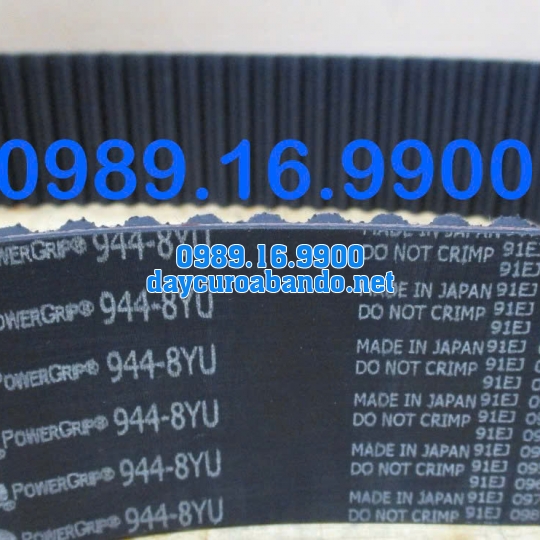 0989.16.9900
POWERGRIP® 944-8YU
MADE IN JAPAN
DO NOT CRIMP 91EJ
91EJ
0989.16.9900
daycuroabando.net
POWERGRIP® 944-8YU
MADE IN JAPAN 91EJ
DO NOT CRIMP 91EJ
91EJ
POWERGRIP® 944-8YU
MADE IN JAPAN 91EJ
DO NOT CRIMP 91EJ
91EJ
POWERGRIP® 944-8YU
MADE IN JAPAN 91EJ
DO NOT CRIMP 91EJ
91EJ
POWERGRIP® 944-8YU
MADE IN JAPAN 91EJ
DO NOT CRIMP 91EJ
91EJ 096
POWERGRIP® 944-8YU
MADE IN JAPAN 91EJ 097
DO NOT CRIMP 91EJ 098